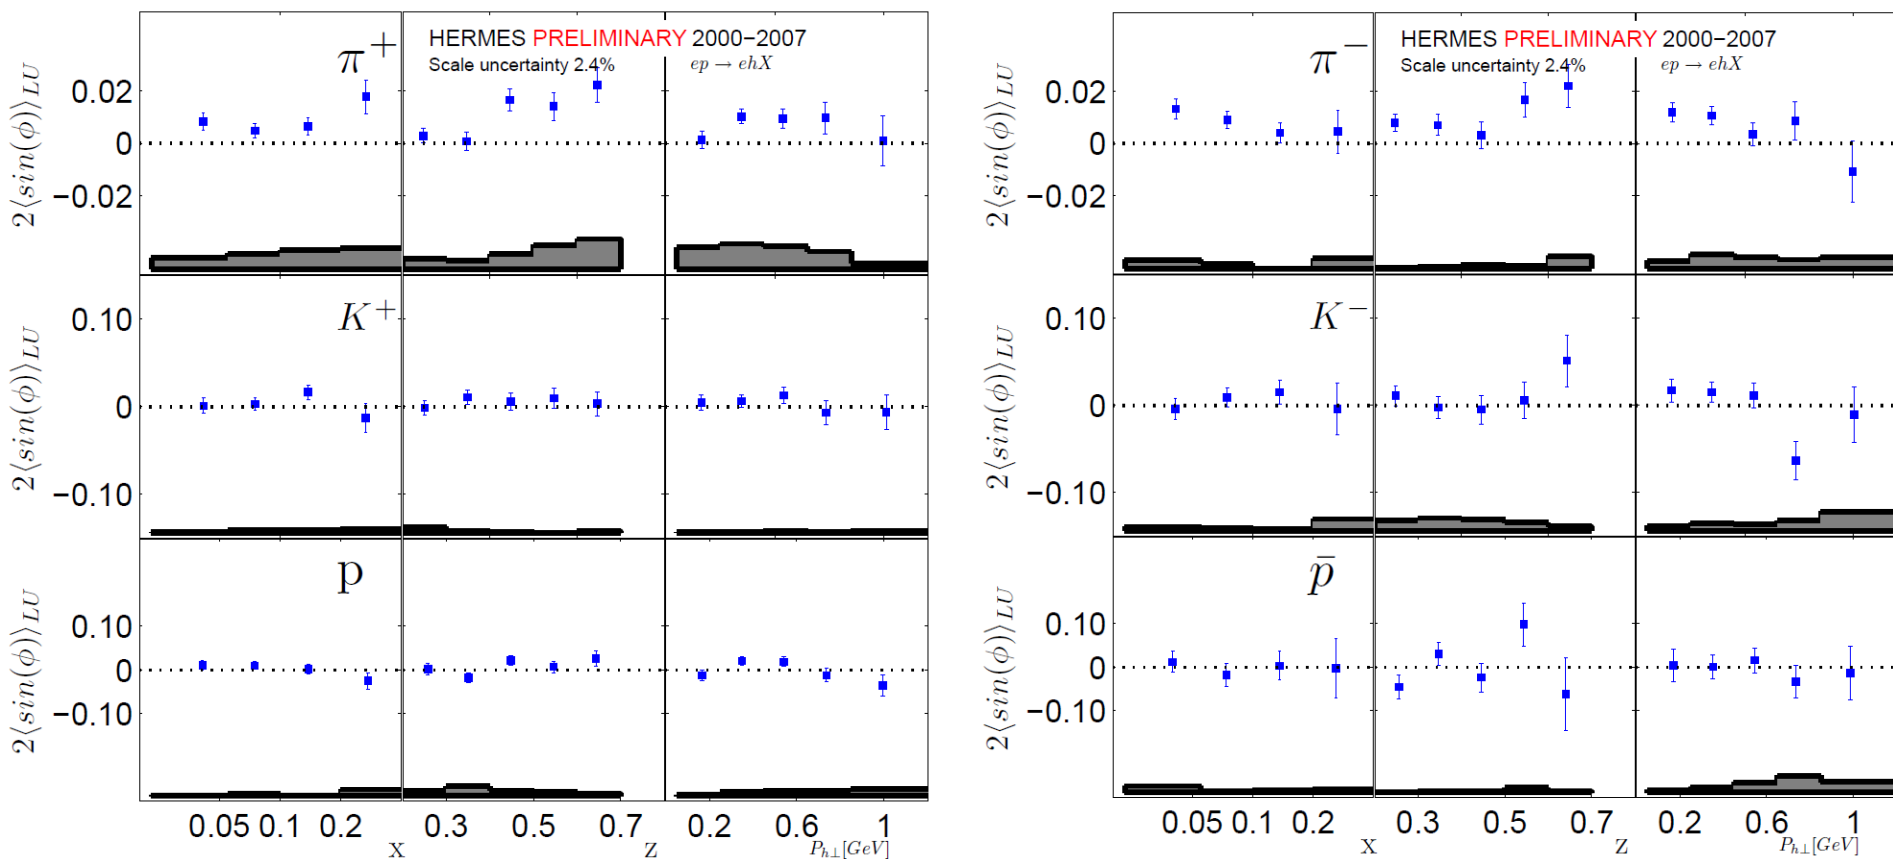 HERMES PRELIMINARY 2000−2007
Scale uncertainty 2.4%
ep → ehX
π+
2⟨sin(ϕ)⟩LU
0.02
0
−0.02
K+
2⟨sin(ϕ)⟩LU
0.10
0
−0.10
p
2⟨sin(ϕ)⟩LU
0.10
0
−0.10
0.05 0.1 0.2 0.3 0.5 0.7 0.2 0.6 1
X Z Ph⊥[GeV]
HERMES PRELIMINARY 2000−2007
Scale uncertainty 2.4%
ep → ehX
π−
2⟨sin(ϕ)⟩LU
0.02
0
−0.02
K−
2⟨sin(ϕ)⟩LU
0.10
0
−0.10
p̄
2⟨sin(ϕ)⟩LU
0.10
0
−0.10
0.05 0.1 0.2 0.3 0.5 0.7 0.2 0.6 1
X Z Ph⊥[GeV]